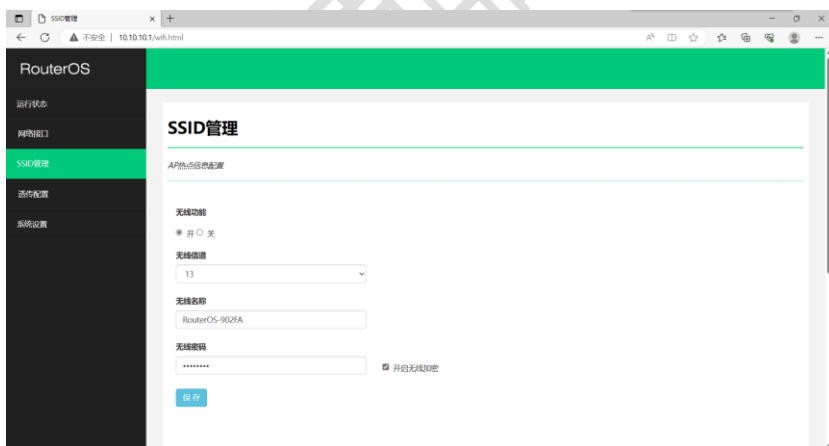 SSID管理
不安全 | 10.10.10.1/wifi.html
RouterOS
运行状态
网络接口
SSID管理
透传配置
系统设置
SSID管理
AP热点信息配置
无线功能
开 关
无线信道
13
无线名称
RouterOS-902FA
无线密码
••••••••
开启无线加密
保存